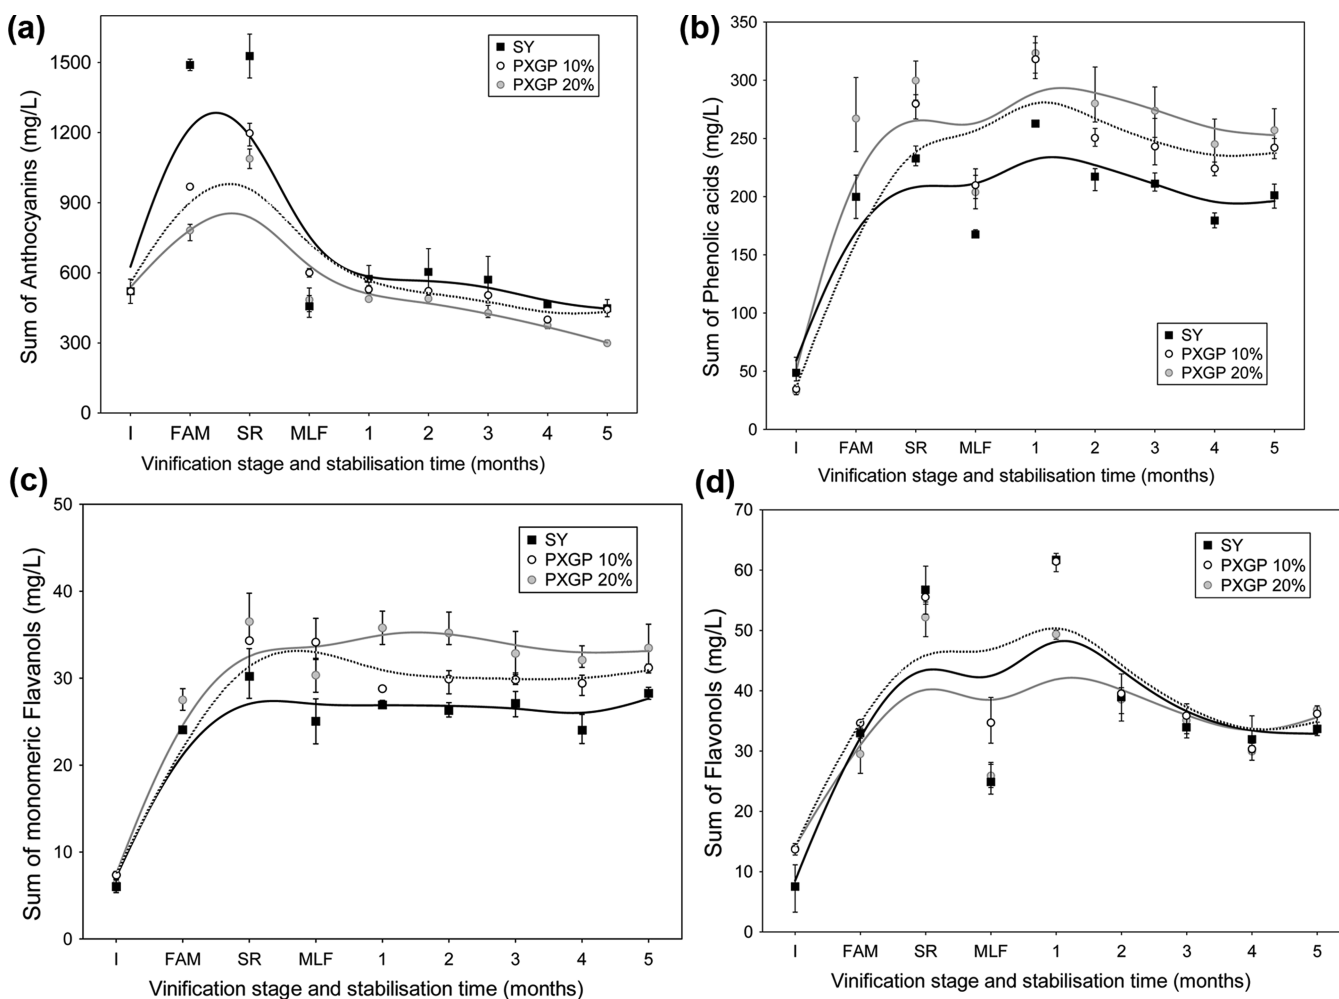 (a)
Sum of Anthocyanins (mg/L)
1500
1200
900
600
300
0
SY
PXGP 10%
PXGP 20%
I FAM SR MLF 1 2 3 4 5
Vinification stage and stabilisation time (months)
(b)
Sum of Phenolic acids (mg/L)
350
300
250
200
150
100
50
0
SY
PXGP 10%
PXGP 20%
I FAM SR MLF 1 2 3 4 5
Vinification stage and stabilisation time (months)
(c)
Sum of monomeric Flavanols (mg/L)
50
40
30
20
10
0
SY
PXGP 10%
PXGP 20%
I FAM SR MLF 1 2 3 4 5
Vinification stage and stabilisation time (months)
(d)
Sum of Flavonols (mg/L)
70
60
50
40
30
20
10
0
SY
PXGP 10%
PXGP 20%
I FAM SR MLF 1 2 3 4 5
Vinification stage and stabilisation time (months)